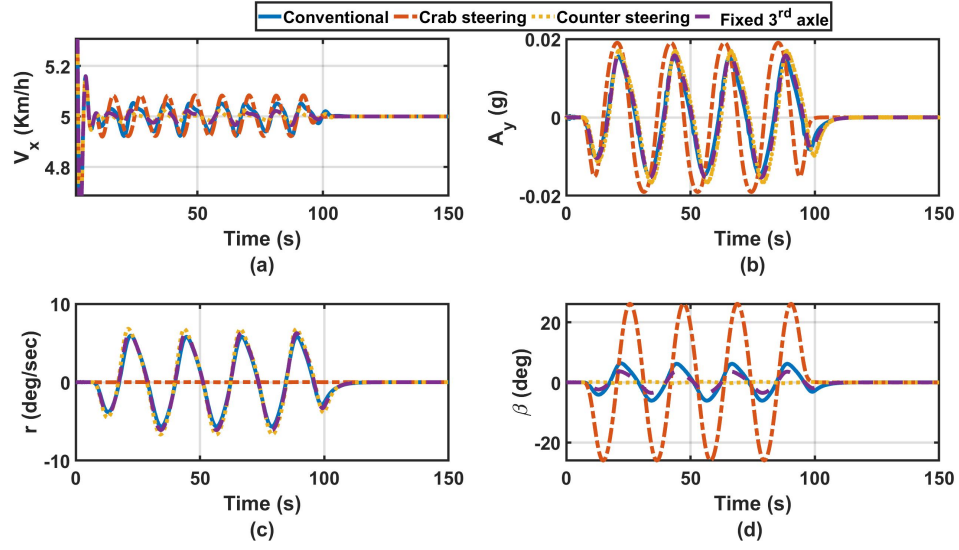 Conventional Crab steering Counter steering Fixed 3rd axle
5.2
5
4.8
V_x (Km/h)
50 100 150
Time (s)
(a)
0.02
0
-0.02
A_y (g)
0 50 100 150
Time (s)
(b)
10
0
-10
r (deg/sec)
0 50 100 150
Time (s)
(c)
20
0
-20
β (deg)
0 50 100 150
Time (s)
(d)